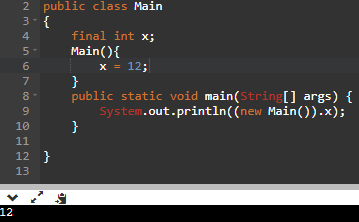 2 public class Main
3 {
4 final int x;
5 Main(){
6 x = 12;
7 }
8 public static void main(String[] args) {
9 System.out.println((new Main()).x);
10 }
11
12 }
13
12